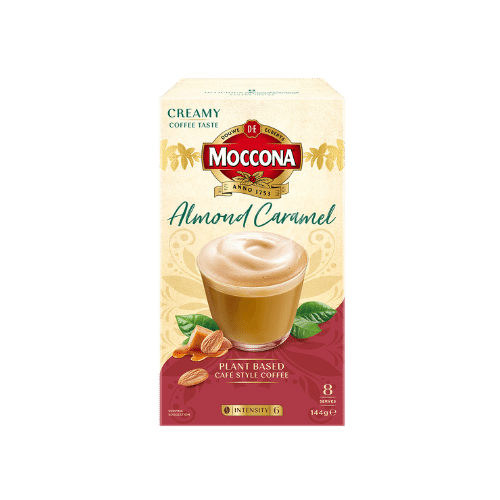 CREAMY
COFFEE TASTE
DOUWE D·E EGBERTS
MOCCONA
ANNO 1753
Almond Caramel
PLANT BASED
CAFÉ STYLE COFFEE
8
SERVES
INTENSITY 6
144g℮